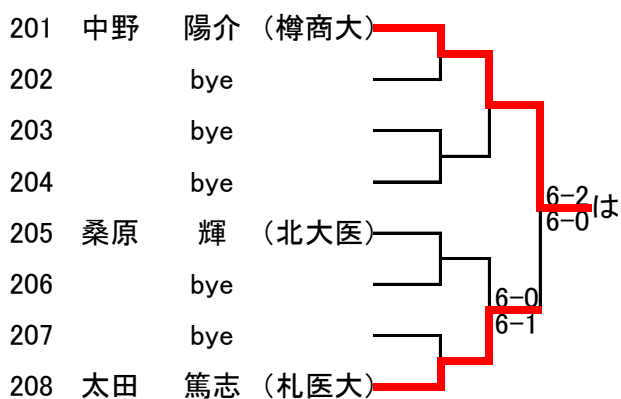 201 中野 陽介 （樽商大）
202 bye
203 bye
204 bye
6-2
は
205 桑原 輝 （北大医）
6-0
206 bye
6-0
207 bye
6-1
208 太田 篤志 （札医大）